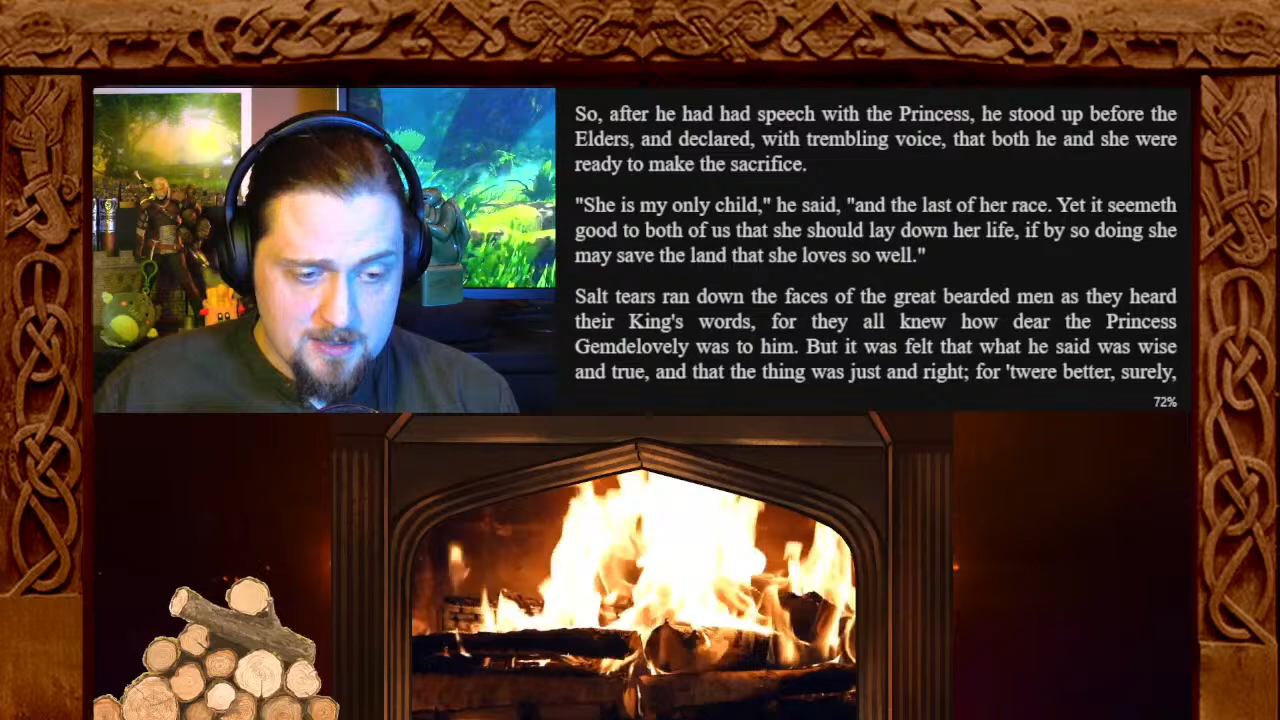 So, after he had had speech with the Princess, he stood up before the
Elders, and declared, with trembling voice, that both he and she were
ready to make the sacrifice.
"She is my only child," he said, "and the last of her race. Yet it seemeth
good to both of us that she should lay down her life, if by so doing she
may save the land that she loves so well."
Salt tears ran down the faces of the great bearded men as they heard
their King's words, for they all knew how dear the Princess
Gemdelovely was to him. But it was felt that what he said was wise
and true, and that the thing was just and right; for 'twere better, surely,
72%